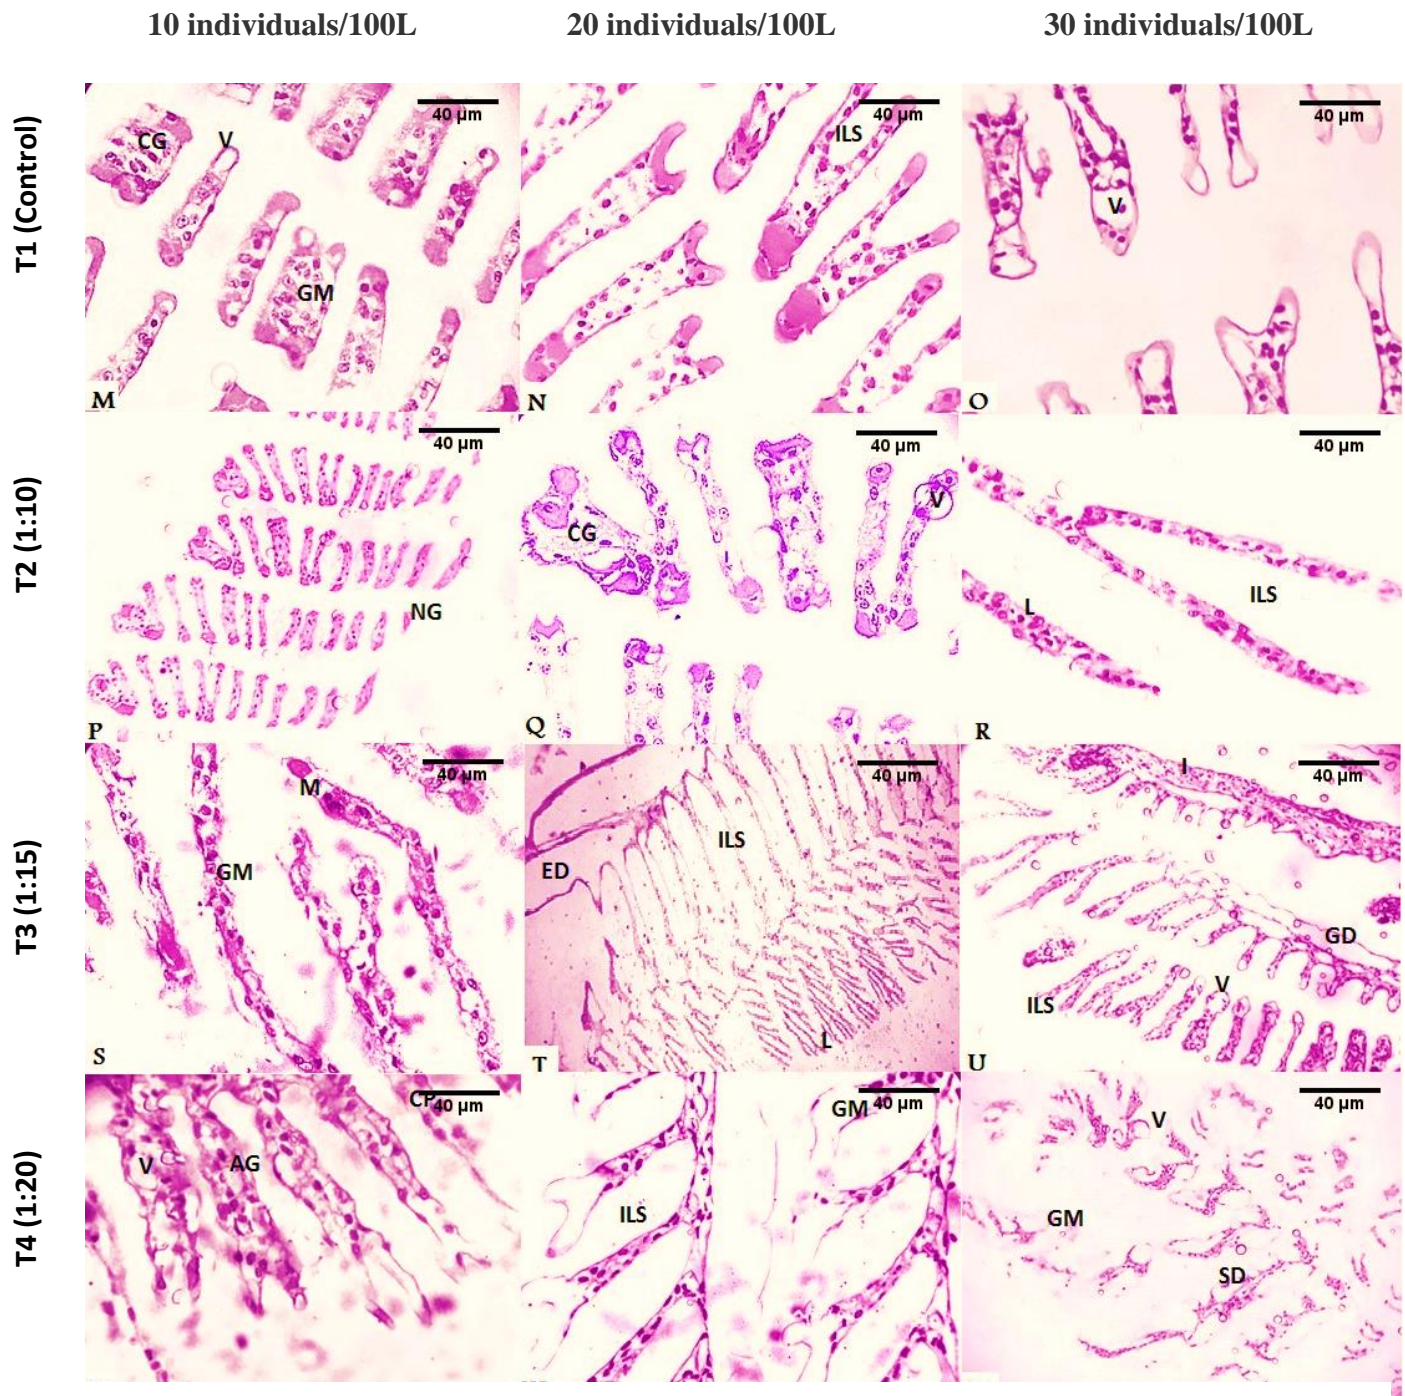 10 individuals/100L 20 individuals/100L 30 individuals/100L
T1 (Control)
40 µm 40 µm 40 µm
CG V ILS
V
GM
M N O
T2 (1:10)
40 µm 40 µm 40 µm
V
CG
ILS
L
NG
P Q R
T3 (1:15)
40 µm 40 µm 40 µm
I
M
ILS
GM ED
GD
V
ILS
L
S T U
T4 (1:20)
CP 40 µm GM 40 µm 40 µm
V
V AG
ILS GM
SD